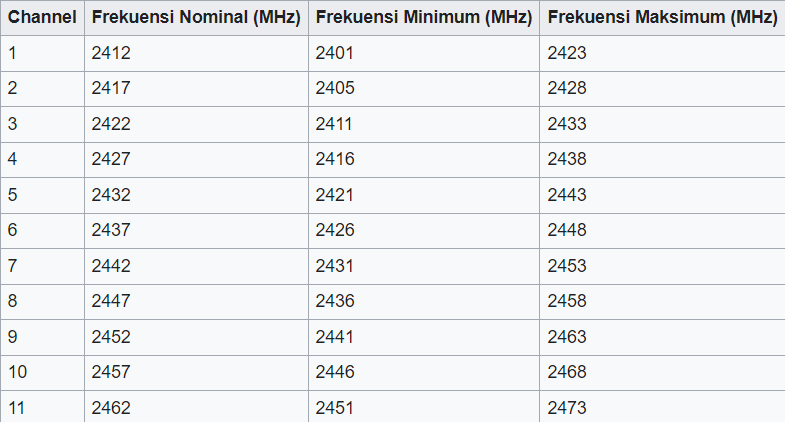 Channel Frekuensi Nominal (MHz) Frekuensi Minimum (MHz) Frekuensi Maksimum (MHz)
1 2412 2401 2423
2 2417 2405 2428
3 2422 2411 2433
4 2427 2416 2438
5 2432 2421 2443
6 2437 2426 2448
7 2442 2431 2453
8 2447 2436 2458
9 2452 2441 2463
10 2457 2446 2468
11 2462 2451 2473